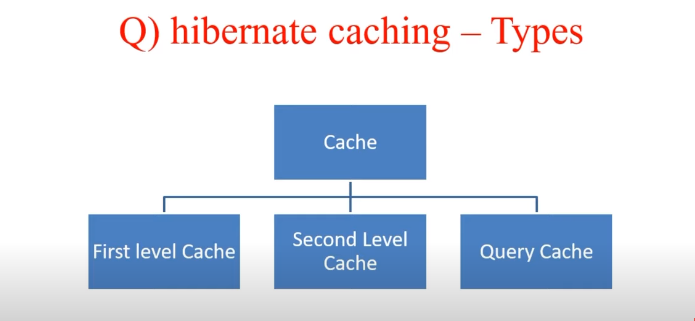 Q) hibernate caching – Types
Cache
First level Cache
Second Level
Cache
Query Cache